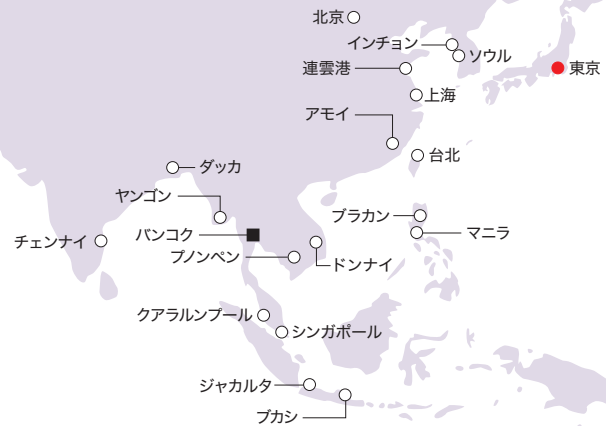 北京
インチョン
ソウル
連雲港
東京
上海
アモイ
台北
ダッカ
ヤンゴン
ブラカン
マニラ
チェンナイ
バンコク
プノンペン
ドンナイ
クアラルンプール
シンガポール
ジャカルタ
ブカシ